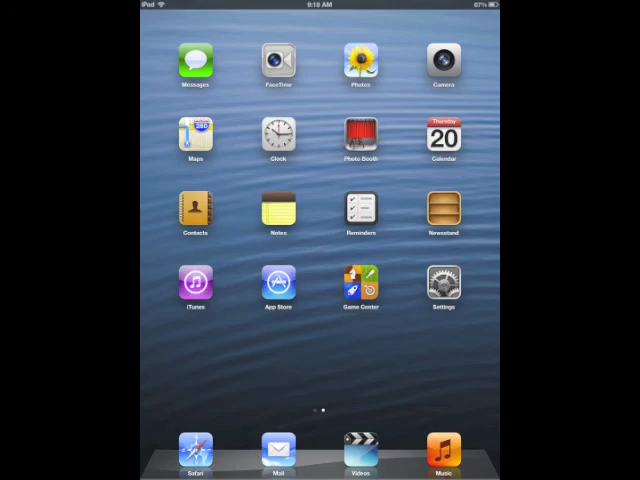 iPad 9:18 AM 67%
Messages FaceTime Photos Camera
280 Thursday
20
Maps Clock Photo Booth Calendar
Contacts Notes Reminders Newsstand
iTunes App Store Game Center Settings
Safari Mail Videos Music